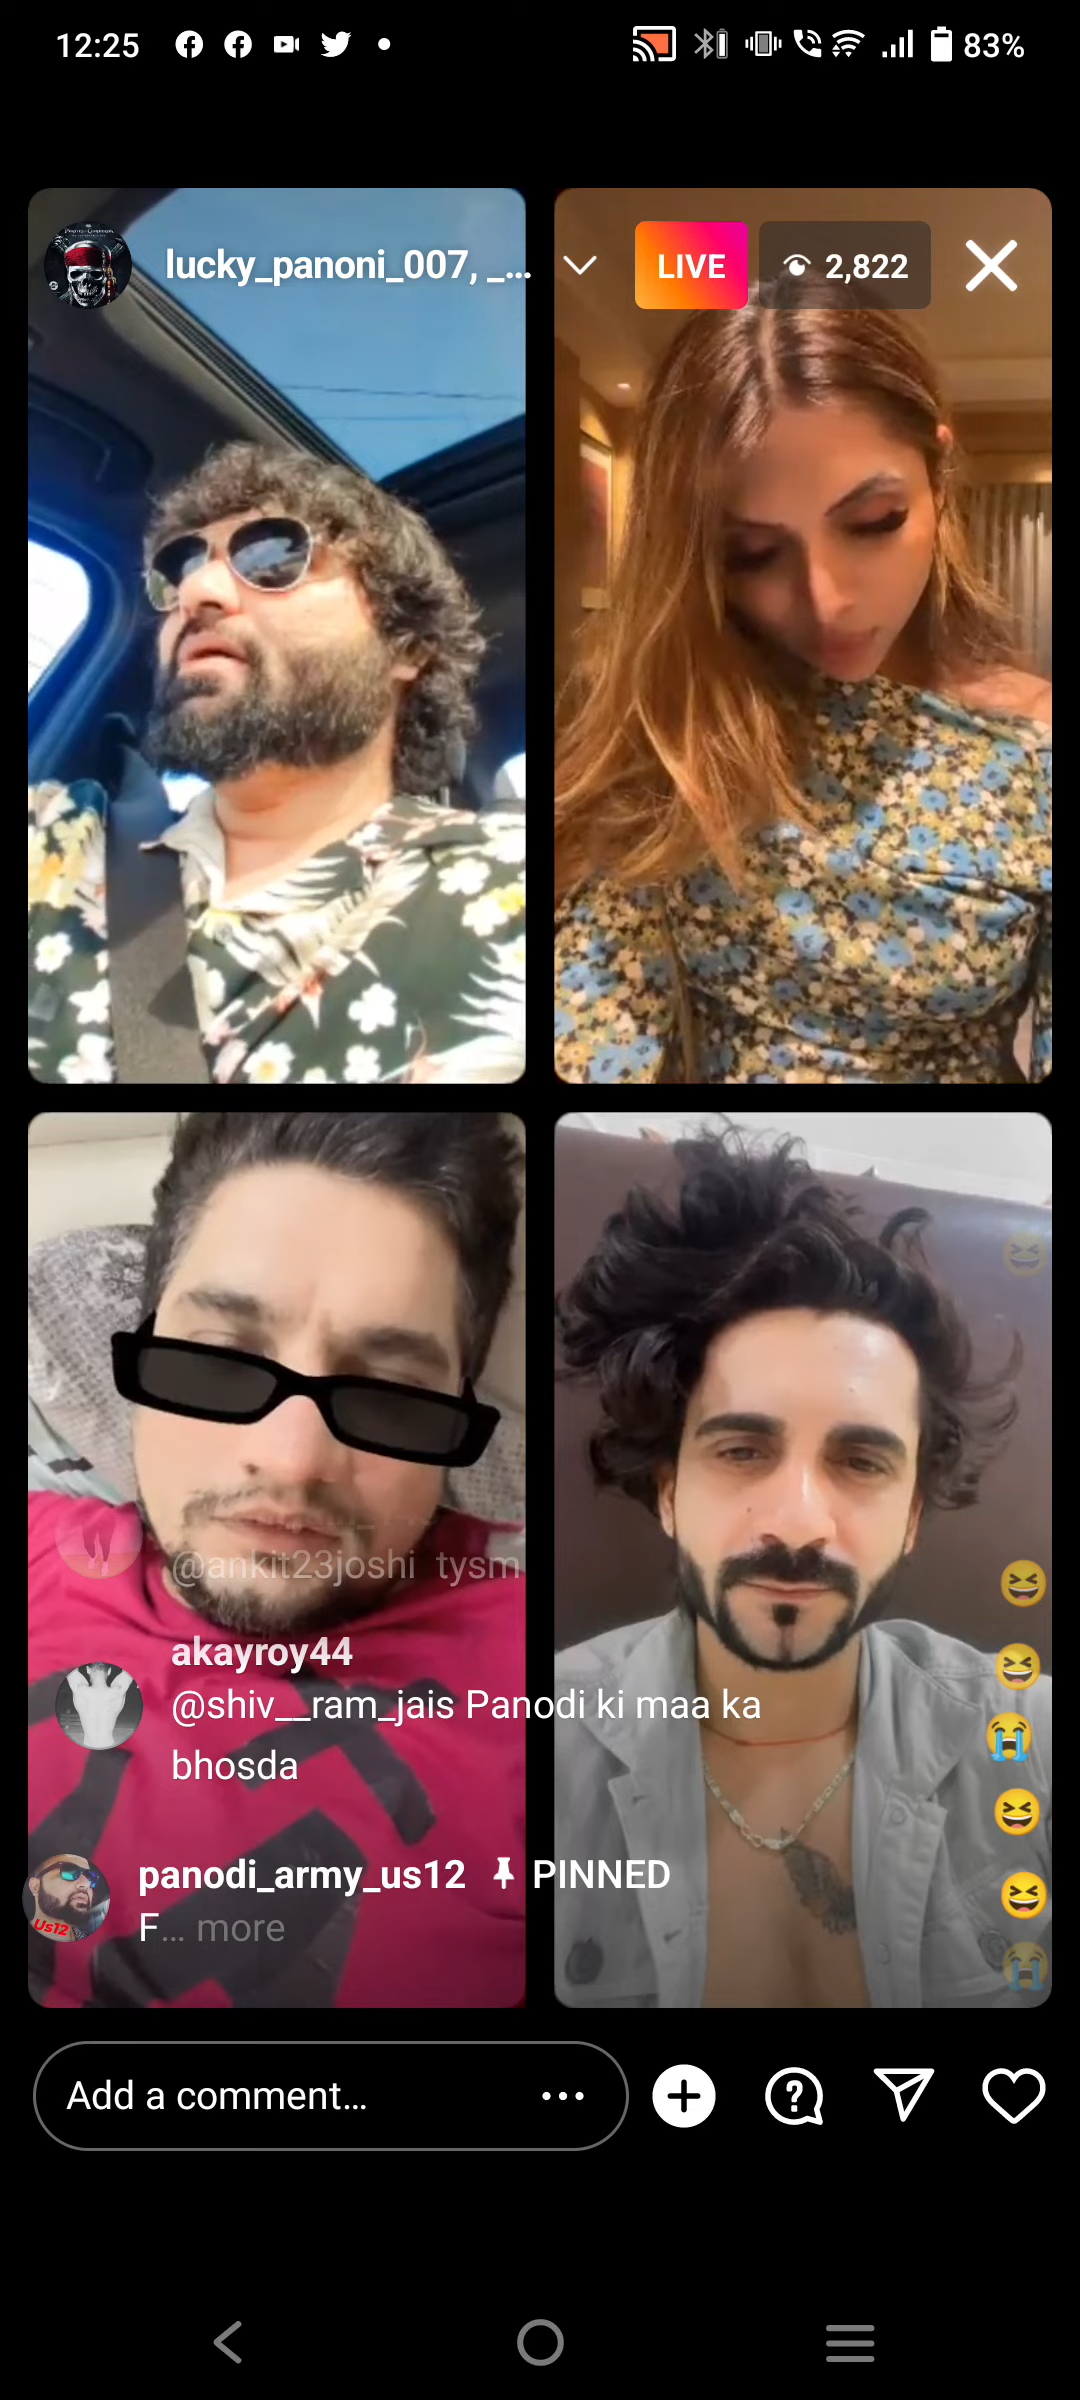 12:25
83%
lucky_panoni_007, _...
LIVE
2,822
@ankit23joshi tysm
akayroy44
@shiv__ram_jais Panodi ki maa ka
bhosda
panodi_army_us12 PINNED
F... more
Us12
Add a comment...